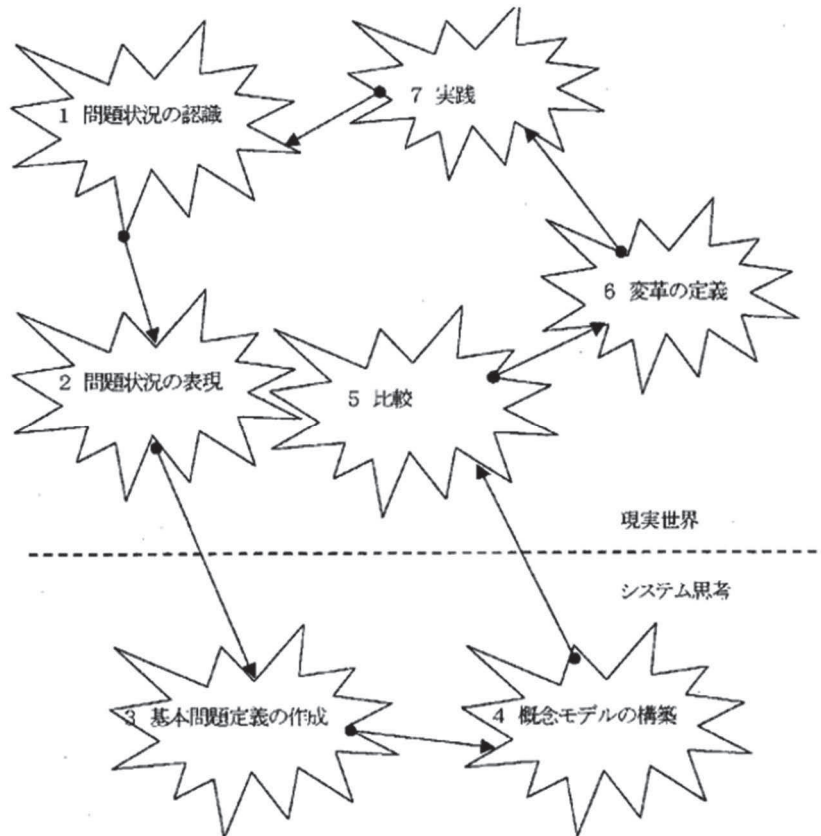 1 問題状況の認識
7 実践
6 変革の定義
2 問題状況の表現
5 比較
現実世界
システム思考
3 基本問題定義の作成
4 概念モデルの構築